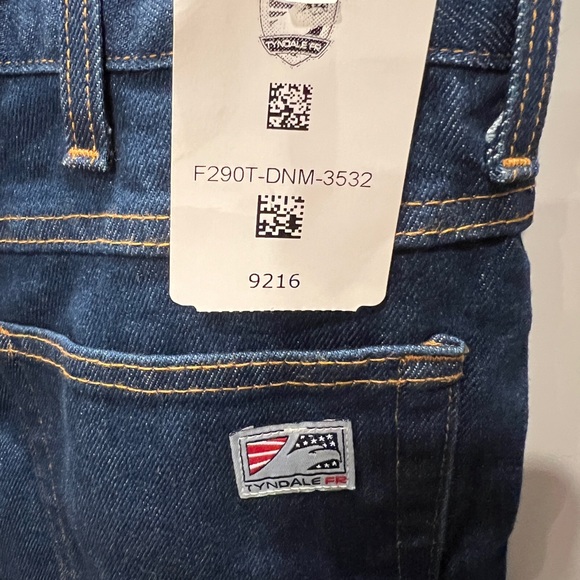 TYNDALE FR
F290T-DNM-3532
9216
TYNDALE FR